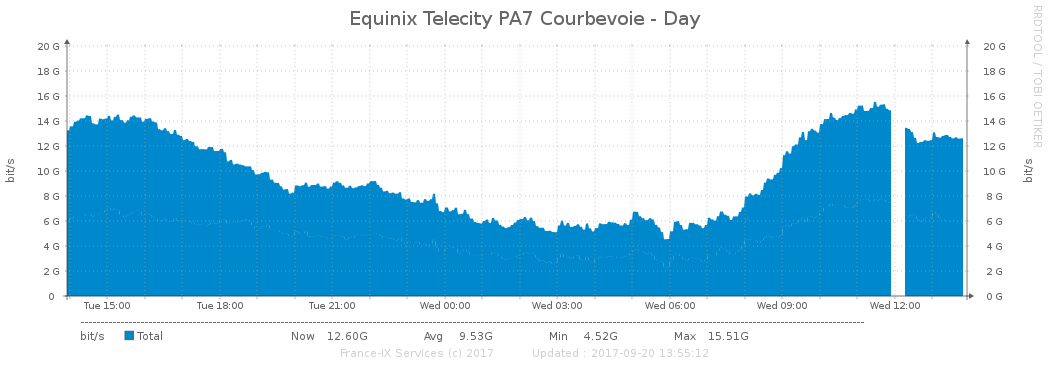 Equinix Telecity PA7 Courbevoie - Day
RRDTOOL / TOBI OETIKER
20 G 20 G
18 G 18 G
16 G 16 G
14 G 14 G
12 G 12 G
10 G 10 G
8 G 8 G
6 G 6 G
4 G 4 G
2 G 2 G
0 0 G
bit/s
bit/s
Tue 15:00 Tue 18:00 Tue 21:00 Wed 00:00 Wed 03:00 Wed 06:00 Wed 09:00 Wed 12:00
bit/s Total Now 12.60G Avg 9.53G Min 4.52G Max 15.51G
France-IX Services (c) 2017 Updated : 2017-09-20 13:55:12